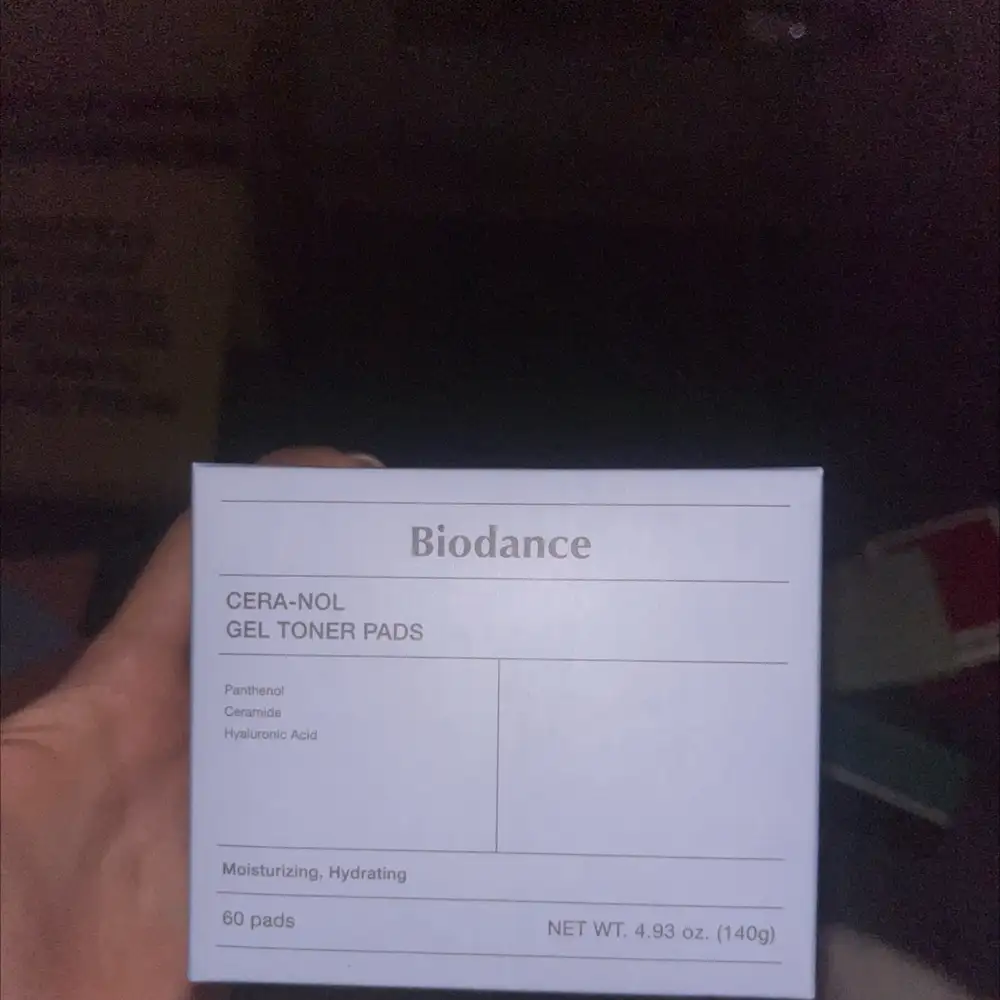 Biodance
CERA-NOL
GEL TONER PADS
Panthenol
Ceramide
Hyaluronic Acid
Moisturizing, Hydrating
60 pads
NET WT. 4.93 oz. (140g)